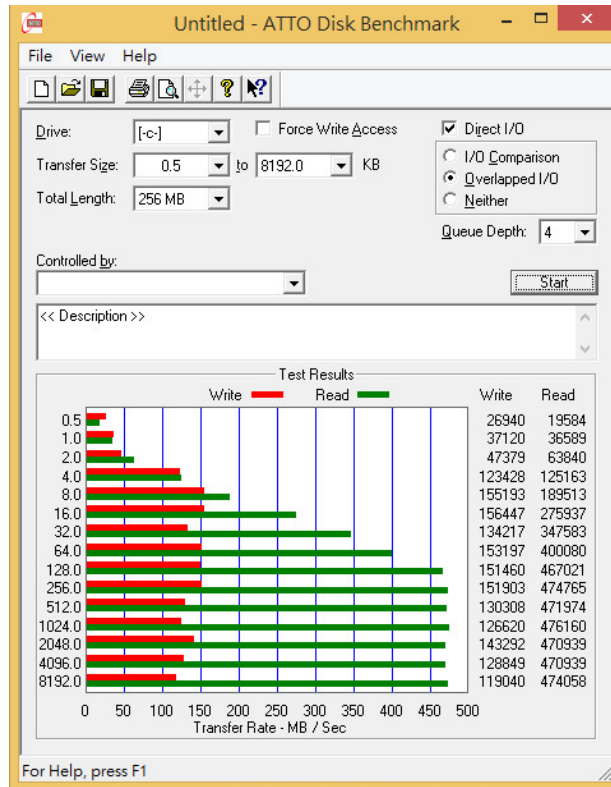 Untitled - ATTO Disk Benchmark
File View Help
Drive: [-c-] Force Write Access Direct I/O
Transfer Size: 0.5 to 8192.0 KB I/O Comparison
Overlapped I/O
Total Length: 256 MB Neither
Queue Depth: 4
Controlled by:
Start
<< Description >>
Test Results
Write Read Write Read
0.5 26940 19584
1.0 37120 36589
2.0 47379 63840
4.0 123428 125163
8.0 155193 189513
16.0 156447 275937
32.0 134217 347583
64.0 153197 400080
128.0 151460 467021
256.0 151903 474765
512.0 130308 471974
1024.0 126620 476160
2048.0 143292 470939
4096.0 128849 470939
8192.0 119040 474058
0 50 100 150 200 250 300 350 400 450 500
Transfer Rate - MB / Sec
For Help, press F1